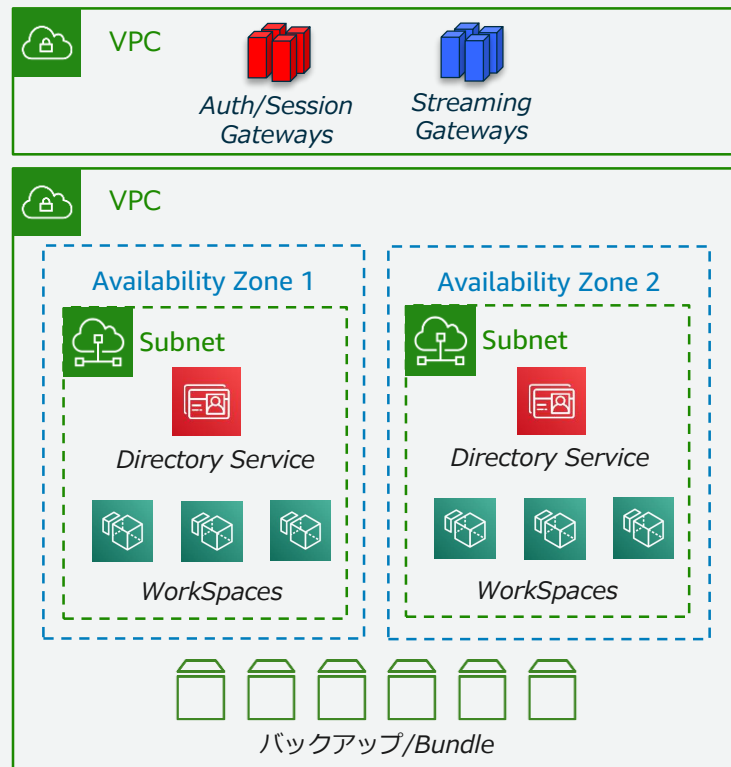 VPC
Auth/Session
Gateways
Streaming
Gateways
VPC
Availability Zone 1
Subnet
Directory Service
WorkSpaces
Availability Zone 2
Subnet
Directory Service
WorkSpaces
バックアップ/Bundle